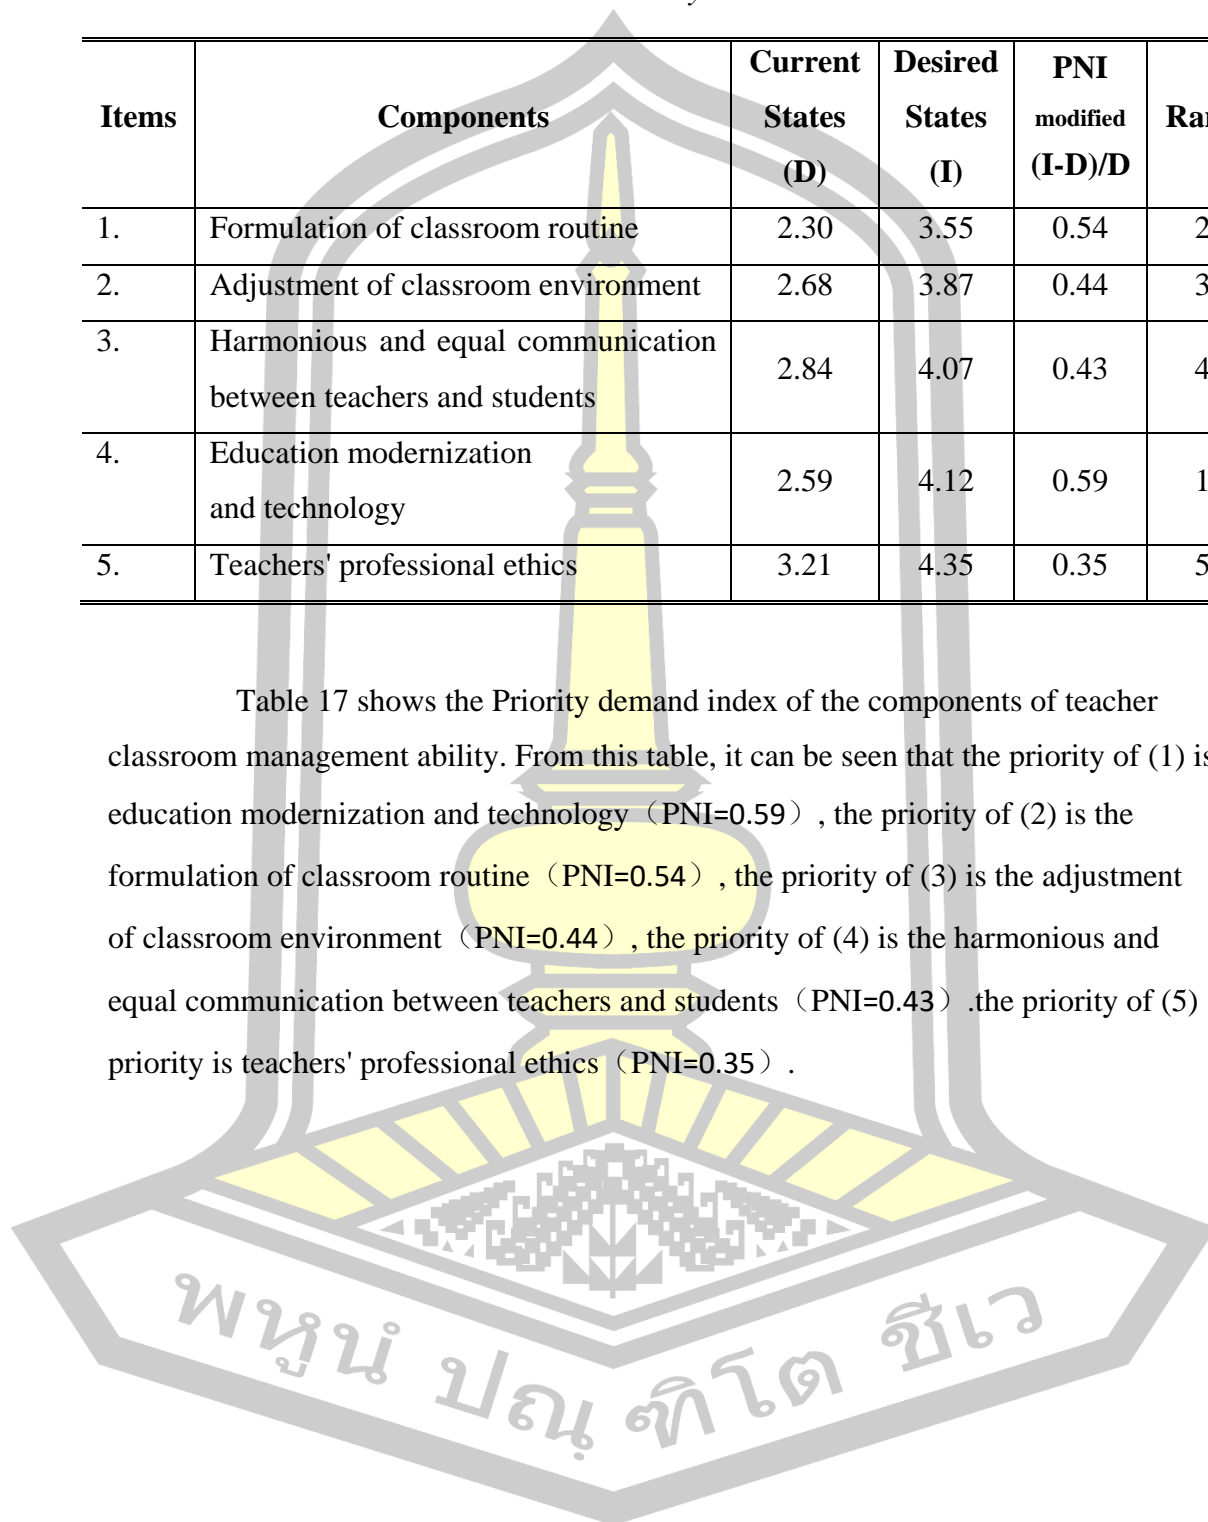 Current Desired PNI
Items Components States States modified
(D) (I) (I-D)/D
1. Formulation of classroom routine 2.30 3.55 0.54 2
2. Adjustment of classroom environment 2.68 3.87 0.44 3
3. Harmonious and equal communication
between teachers and students 2.84 4.07 0.43 4
4. Education modernization
and technology 2.59 4.12 0.59 1
5. Teachers' professional ethics 3.21 4.35 0.35 5
Table 17 shows the Priority demand index of the components of teacher
classroom management ability. From this table, it can be seen that the priority of (1) is
education modernization and technology（PNI=0.59）, the priority of (2) is the
formulation of classroom routine（PNI=0.54）, the priority of (3) is the adjustment
of classroom environment（PNI=0.44）, the priority of (4) is the harmonious and
equal communication between teachers and students（PNI=0.43）.the priority of (5)
priority is teachers' professional ethics（PNI=0.35）.
พหูนํ ปณฺฑิโต ชีเว